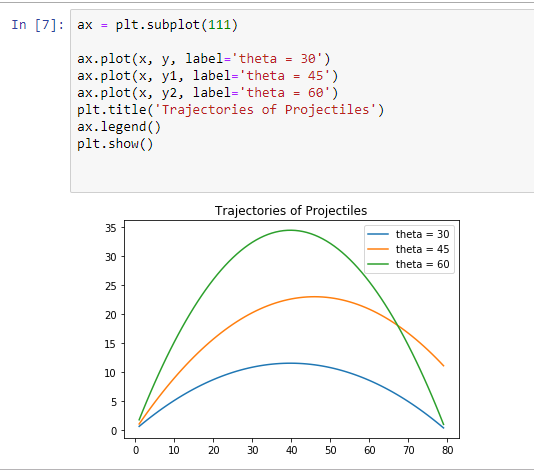 In [7]: ax = plt.subplot(111)
ax.plot(x, y, label='theta = 30')
ax.plot(x, y1, label='theta = 45')
ax.plot(x, y2, label='theta = 60')
plt.title('Trajectories of Projectiles')
ax.legend()
plt.show()
Trajectories of Projectiles
theta = 30
theta = 45
theta = 60
35
30
25
20
15
10
5
0
0 10 20 30 40 50 60 70 80